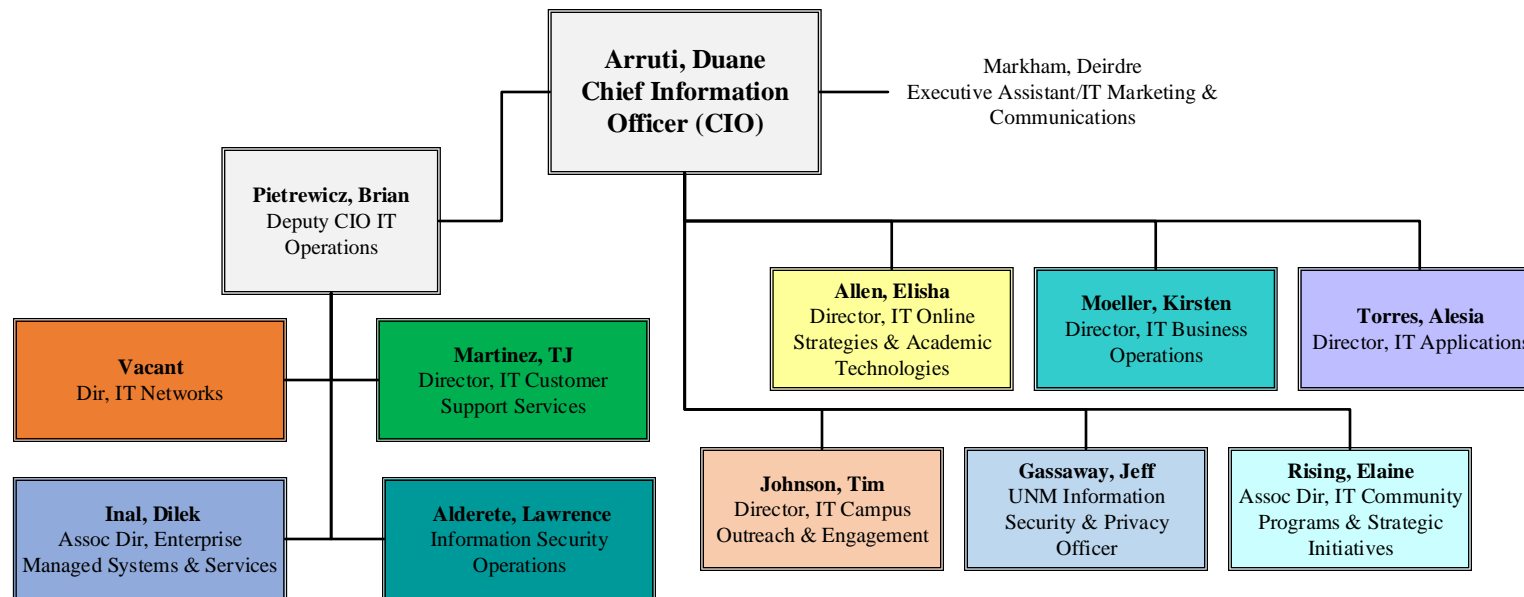 Arruti, Duane
Chief Information
Officer (CIO)
Markham, Deirdre
Executive Assistant/IT Marketing &
Communications
Pietrewicz, Brian
Deputy CIO IT
Operations
Allen, Elisha
Director, IT Online
Strategies & Academic
Technologies
Moeller, Kirsten
Director, IT Business
Operations
Torres, Alesia
Director, IT Applications
Vacant
Dir, IT Networks
Martinez, TJ
Director, IT Customer
Support Services
Johnson, Tim
Director, IT Campus
Outreach & Engagement
Gassaway, Jeff
UNM Information
Security & Privacy
Officer
Rising, Elaine
Assoc Dir, IT Community
Programs & Strategic
Initiatives
Inal, Dilek
Assoc Dir, Enterprise
Managed Systems & Services
Alderete, Lawrence
Information Security
Operations